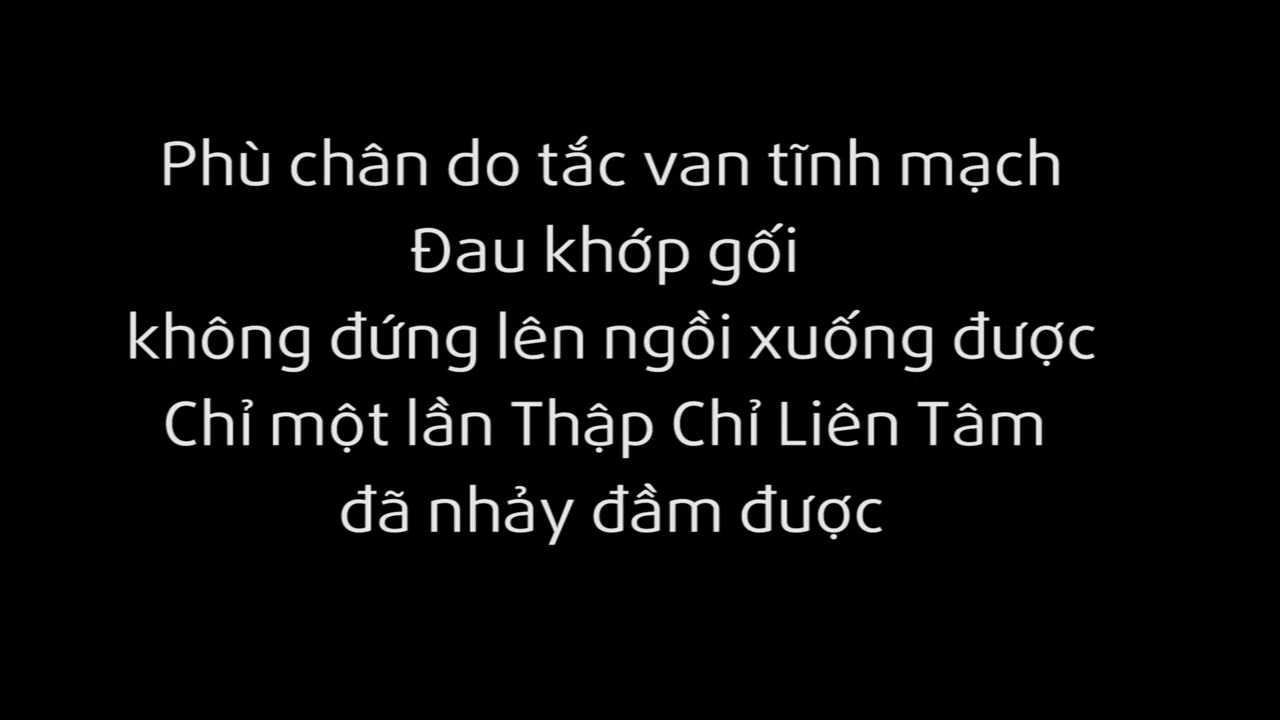 Phù chân do tắc van tĩnh mạch
Đau khớp gối
không đứng lên ngồi xuống được
Chỉ một lần Thập Chỉ Liên Tâm
đã nhảy đầm được